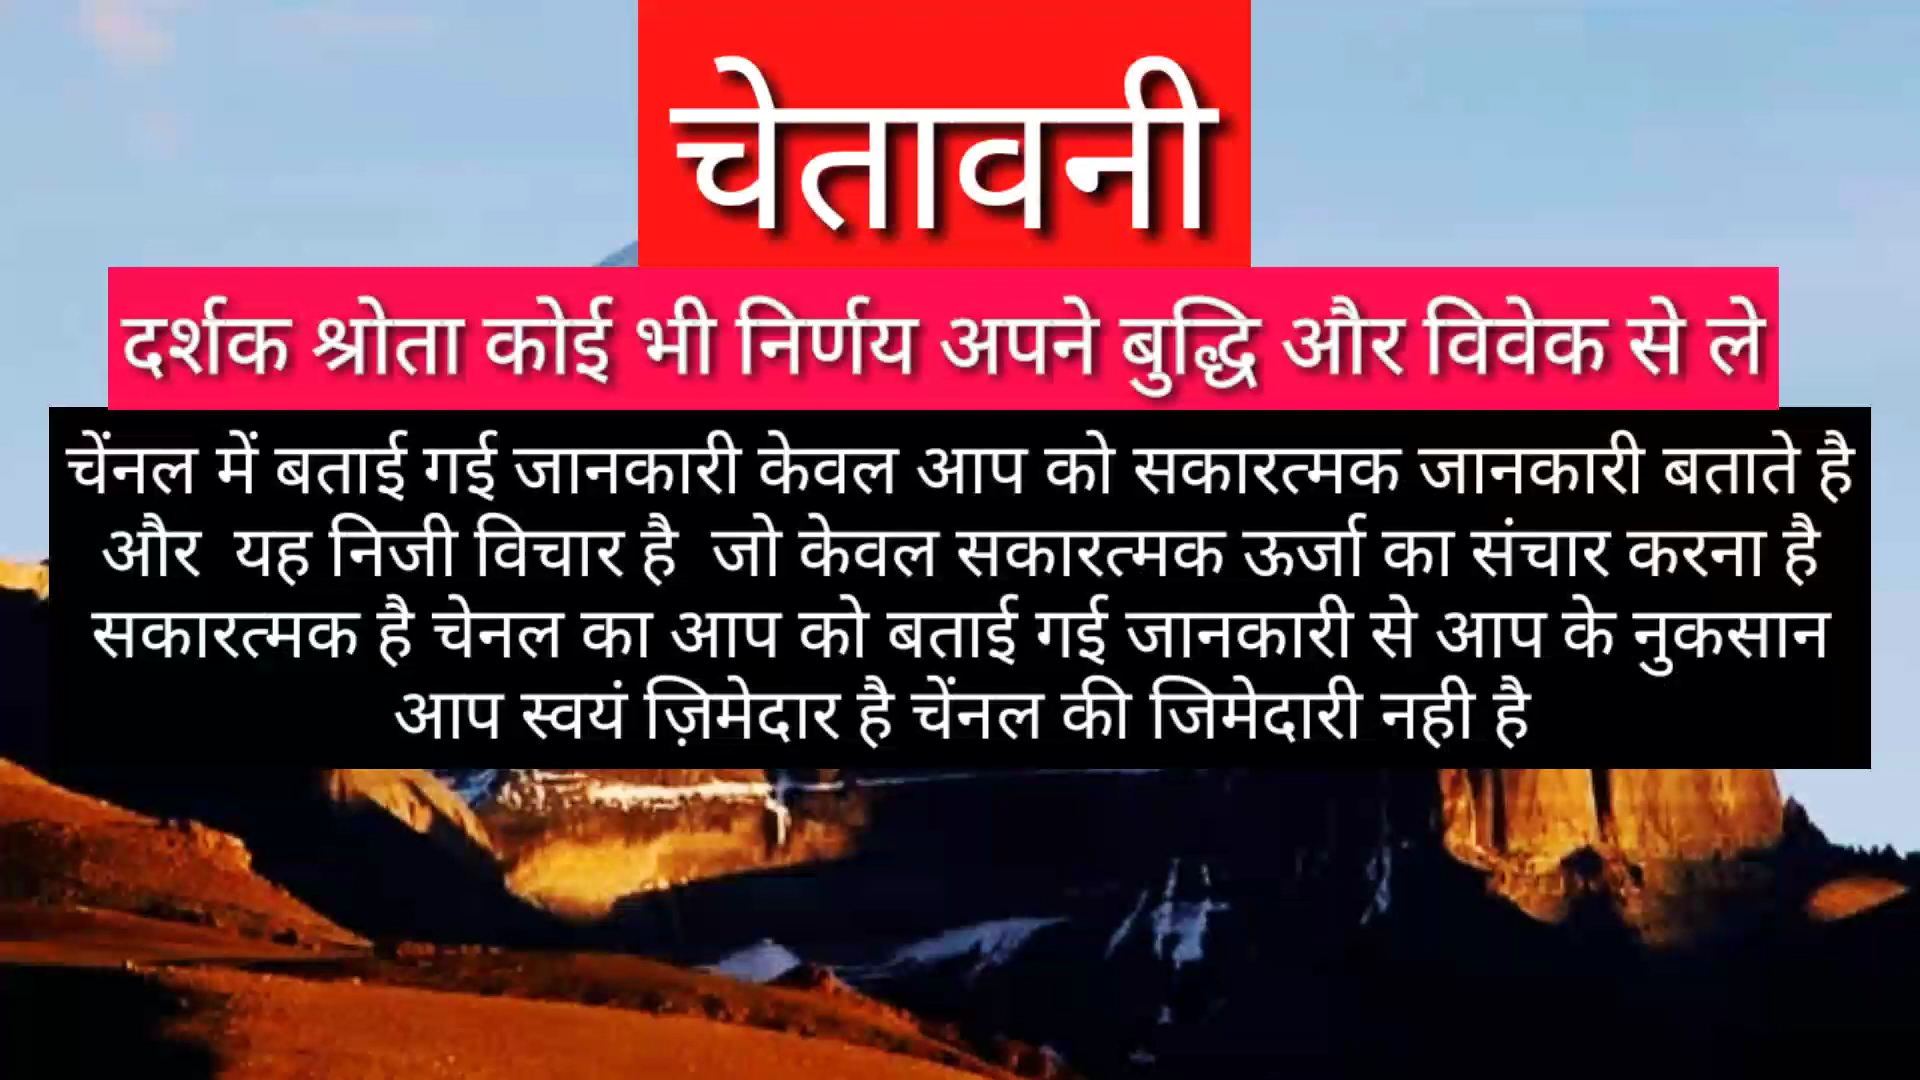 चेतावनी
दर्शक श्रोता कोई भी निर्णय अपने बुद्धि और विवेक से ले
चेंनल में बताई गई जानकारी केवल आप को सकारत्मक जानकारी बताते है
और यह निजी विचार है जो केवल सकारत्मक ऊर्जा का संचार करना है
सकारत्मक है चेनल का आप को बताई गई जानकारी से आप के नुकसान
आप स्वयं ज़िमेदार है चेंनल की जिमेदारी नही है